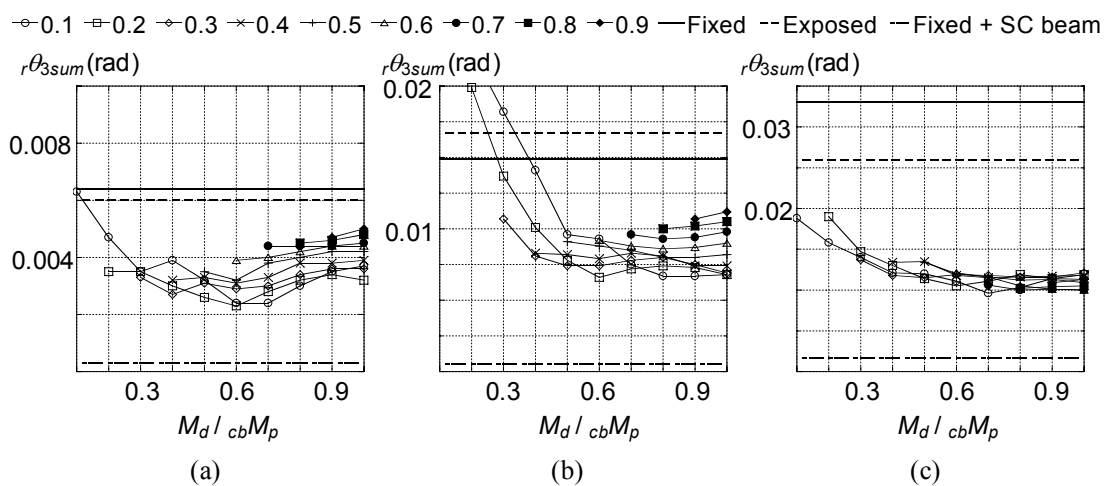 0.1 0.2 0.3 0.4 0.5 0.6 0.7 0.8 0.9 Fixed Exposed Fixed + SC beam
rθ3sum(rad) rθ3sum(rad) rθ3sum(rad)
0.02
0.008 0.03
0.01 0.02
0.004
0.3 0.6 0.9 0.3 0.6 0.9 0.3 0.6 0.9
Md / cbMp Md / cbMp Md / cbMp
(a) (b) (c)